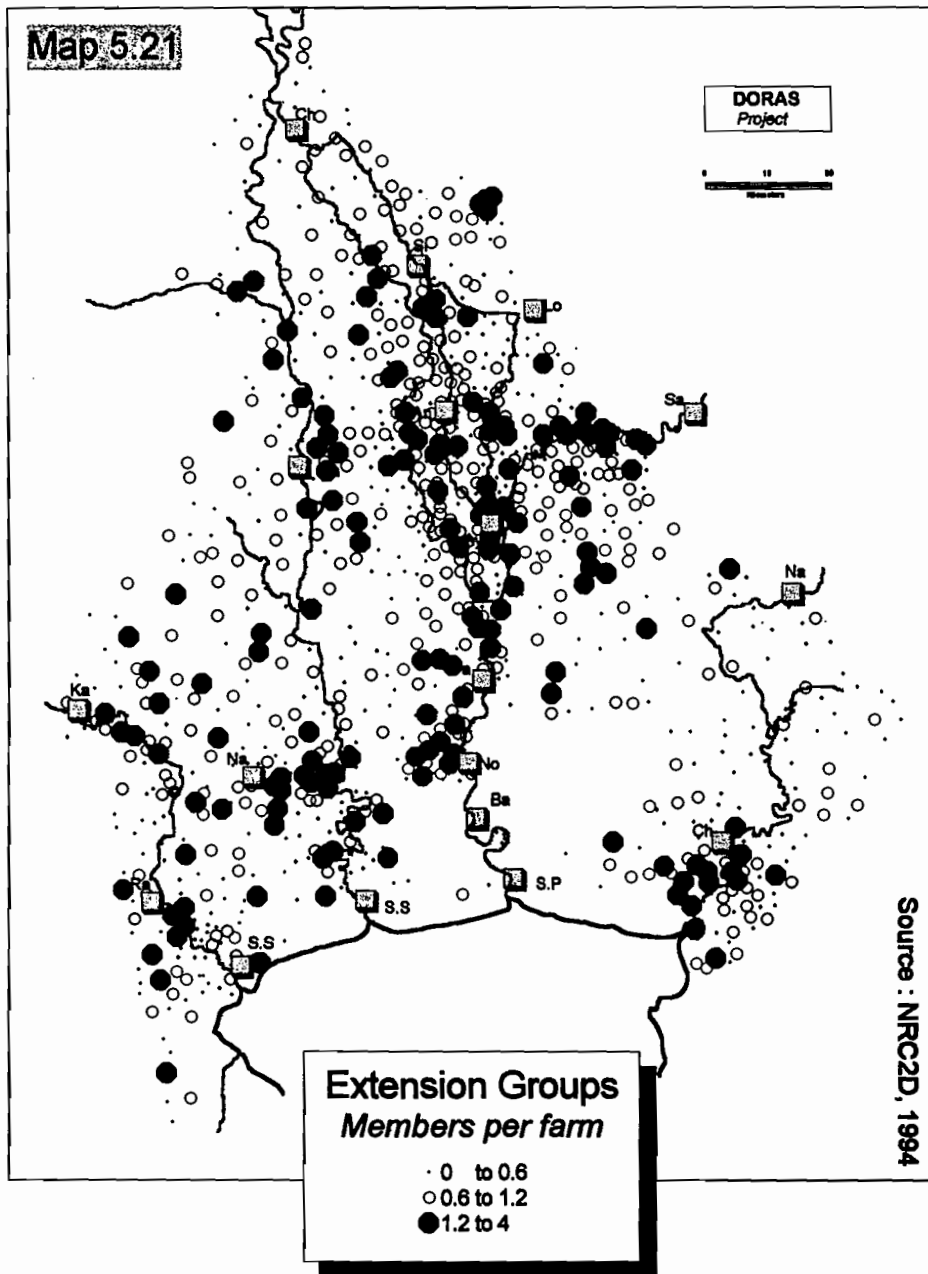 Map 5.21
DORAS
Project
Ch
Sa
Na
Ka
Na
No
Ba
Ch
Ra
S.P
S.S
S.S
Source : NRC2D, 1994
Extension Groups
Members per farm
0 to 0.6
0.6 to 1.2
1.2 to 4